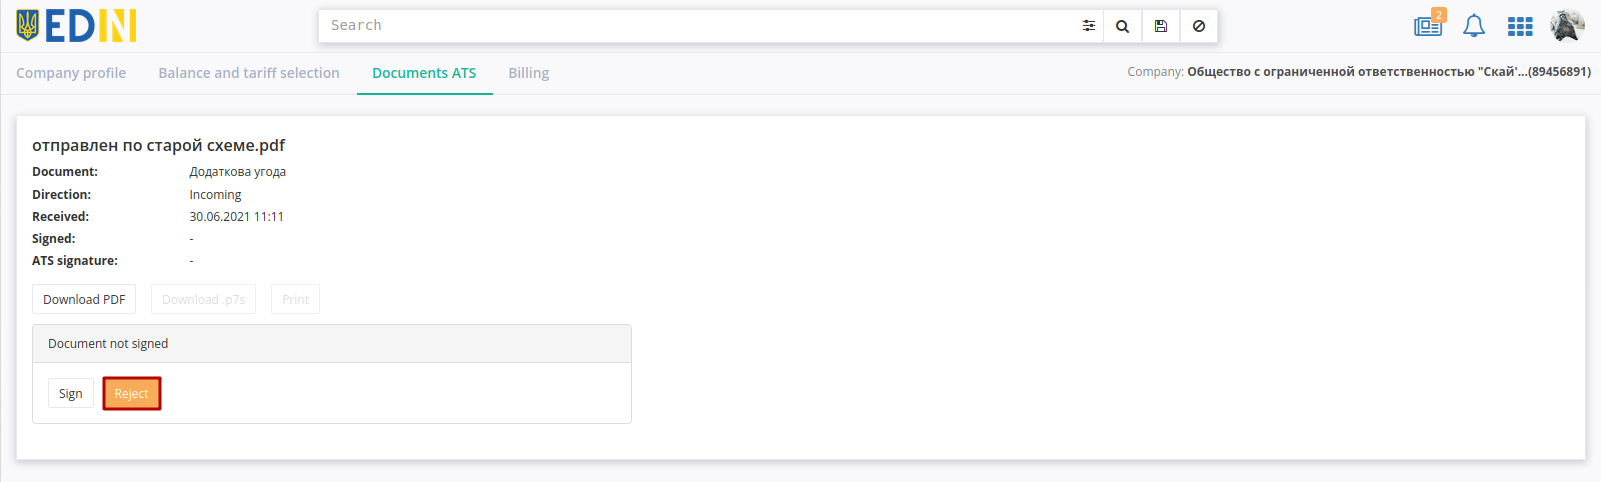 EDIN
Search
2
Company profile Balance and tariff selection Documents ATS Billing
Company: Общество с ограниченной ответственностью "Скай'...(89456891)
отправлен по старой схеме.pdf
Document: Додаткова угода
Direction: Incoming
Received: 30.06.2021 11:11
Signed: -
ATS signature: -
Download PDF Download .p7s Print
Document not signed
Sign Reject